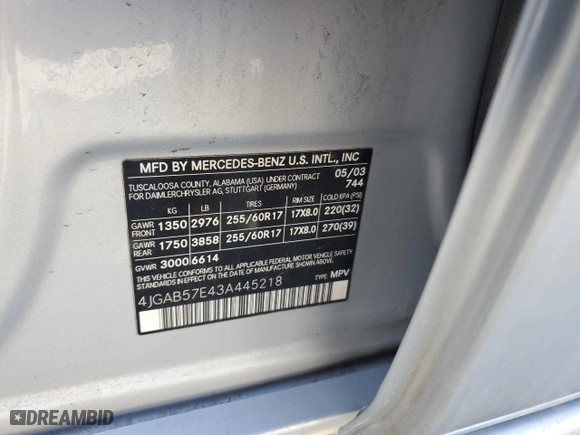 MFD BY MERCEDES-BENZ U.S. INTL., INC
TUSCALOOSA COUNTY, ALABAMA (USA) UNDER CONTRACT 05/03
FOR DAIMLERCHRYSLER AG, STUTTGART (GERMANY) 744
KG LB TIRES RIM SIZE COLD KPA (PSI)
GAWR FRONT 1350 2976 255/60R17 17X8.0 220(32)
GAWR REAR 1750 3858 255/60R17 17X8.0 270(39)
GVWR 3000 6614
THIS VEHICLE CONFORMS TO ALL APPLICABLE FEDERAL MOTOR VEHICLE SAFETY
STANDARDS IN EFFECT ON THE DATE OF MANUFACTURE SHOWN ABOVE.
4JGAB57E43A445218 TYPE: MPV
DREAMBID